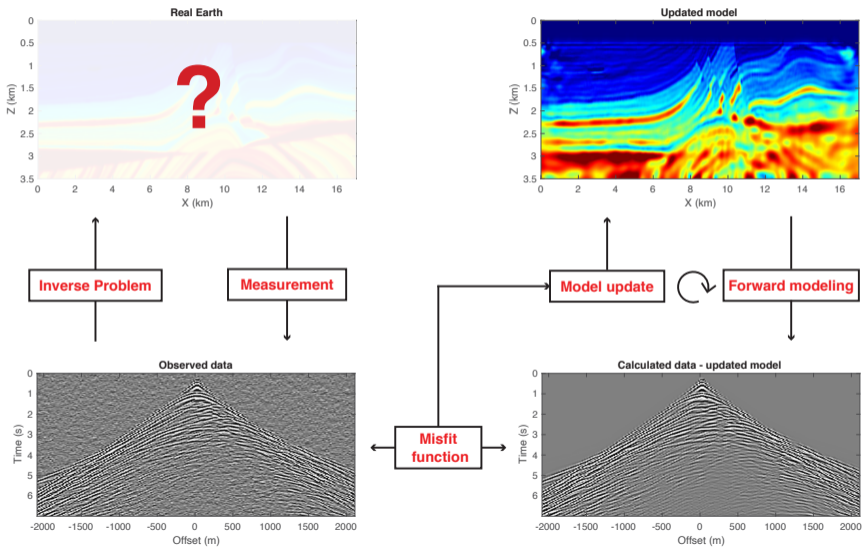 Real Earth
Updated model
0
0.5
1
1.5
2
2.5
3
3.5
Z (km)
?
0 2 4 6 8 10 12 14 16
X (km)
0
0.5
1
1.5
2
2.5
3
3.5
Z (km)
0 2 4 6 8 10 12 14 16
X (km)
Inverse Problem
Measurement
Model update
Forward modeling
Observed data
Calculated data - updated model
0
1
2
3
4
5
6
Time (s)
-2000 -1500 -1000 -500 0 500 1000 1500 2000
Offset (m)
Misfit
function
0
1
2
3
4
5
6
Time (s)
-2000 -1500 -1000 -500 0 500 1000 1500 2000
Offset (m)